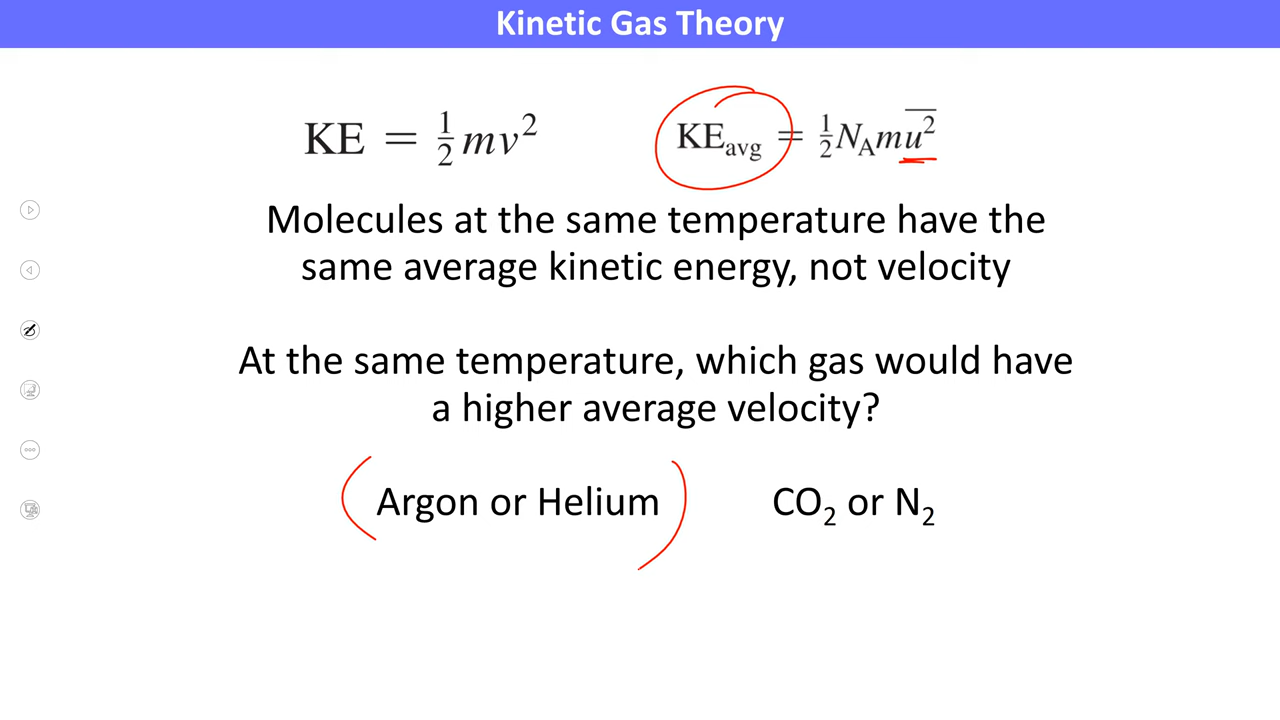 Kinetic Gas Theory
KE = ½mv²
KEₐᵥg = ½Nₐmu̅²̅
Molecules at the same temperature have the
same average kinetic energy, not velocity
At the same temperature, which gas would have
a higher average velocity?
Argon or Helium
CO₂ or N₂